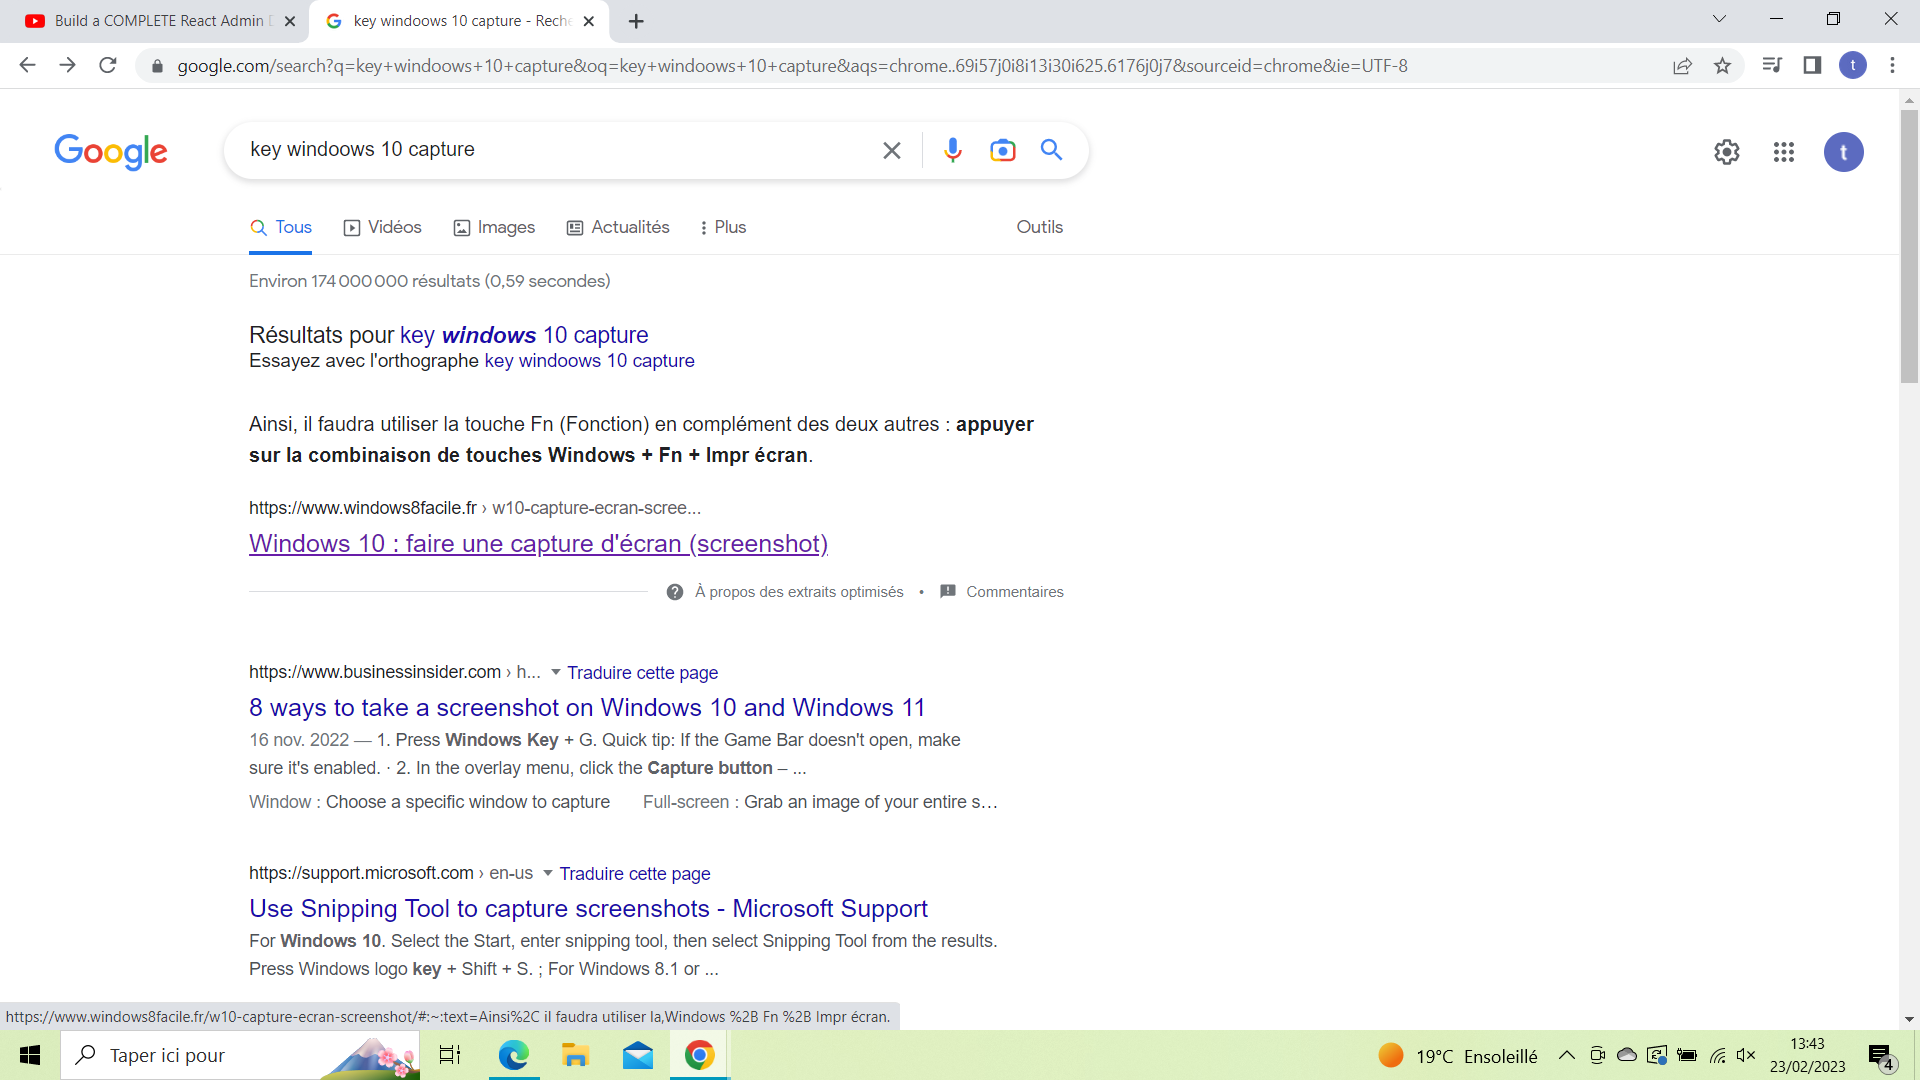 Build a COMPLETE React Admin
key windoows 10 capture - Reche
google.com/search?q=key+windoows+10+capture&oq=key+windoows+10+capture&aqs=chrome..69i57j0i8i13i30i625.6176j0j7&sourceid=chrome&ie=UTF-8
t
Google
key windoows 10 capture
t
Tous
Vidéos
Images
Actualités
Plus
Outils
Environ 174 000 000 résultats (0,59 secondes)
Résultats pour key windows 10 capture
Essayez avec l'orthographe key windoows 10 capture
Ainsi, il faudra utiliser la touche Fn (Fonction) en complément des deux autres : appuyer
sur la combinaison de touches Windows + Fn + Impr écran.
https://www.windows8facile.fr › w10-capture-ecran-scree...
Windows 10 : faire une capture d'écran (screenshot)
À propos des extraits optimisés • Commentaires
https://www.businessinsider.com › h... Traduire cette page
8 ways to take a screenshot on Windows 10 and Windows 11
16 nov. 2022 — 1. Press Windows Key + G. Quick tip: If the Game Bar doesn't open, make
sure it's enabled. · 2. In the overlay menu, click the Capture button – ...
Window : Choose a specific window to capture Full-screen : Grab an image of your entire s…
https://support.microsoft.com › en-us Traduire cette page
Use Snipping Tool to capture screenshots - Microsoft Support
For Windows 10. Select the Start, enter snipping tool, then select Snipping Tool from the results.
Press Windows logo key + Shift + S. ; For Windows 8.1 or ...
https://www.windows8facile.fr/w10-capture-ecran-screenshot/#:~:text=Ainsi%2C il faudra utiliser la,Windows %2B Fn %2B Impr écran.
Taper ici pour
19°C Ensoleillé
13:43
23/02/2023
4